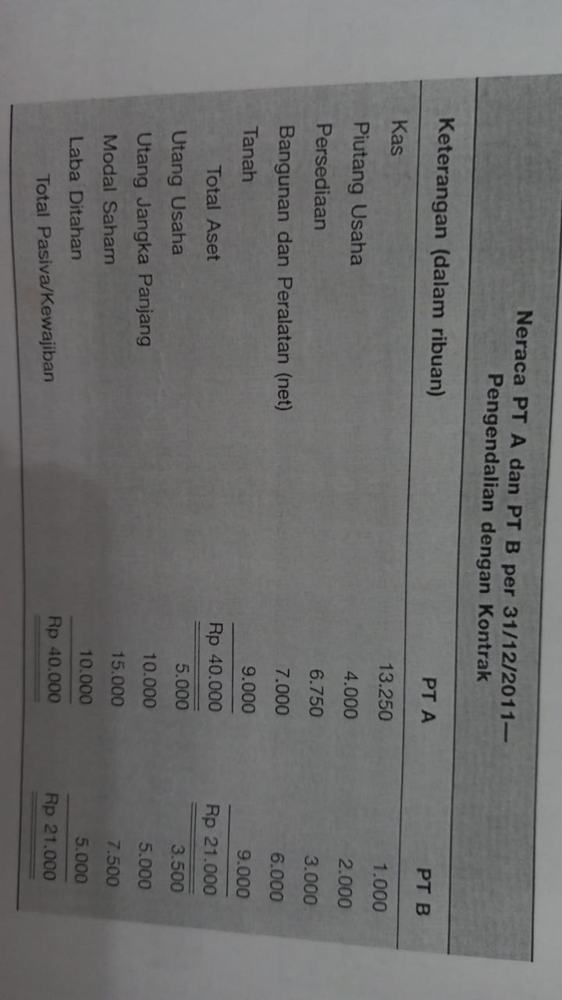 Neraca PT A dan PT B per 31/12/2011—
Pengendalian dengan Kontrak
Keterangan (dalam ribuan) PT A PT B
Kas 13.250 1.000
Piutang Usaha 4.000 2.000
Persediaan 6.750 3.000
Bangunan dan Peralatan (net) 7.000 6.000
Tanah 9.000 9.000
Total Aset Rp 40.000 Rp 21.000
Utang Usaha 5.000 3.500
Utang Jangka Panjang 10.000 5.000
Modal Saham 15.000 7.500
Laba Ditahan 10.000 5.000
Total Pasiva/Kewajiban Rp 40.000 Rp 21.000